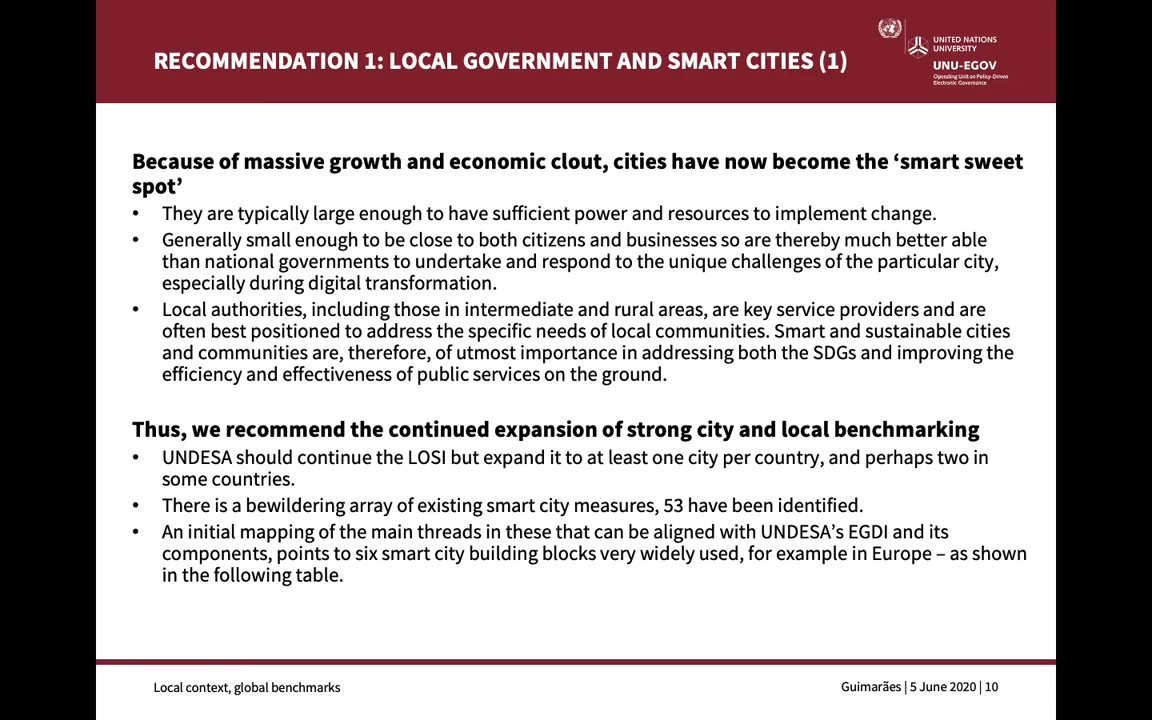 RECOMMENDATION 1: LOCAL GOVERNMENT AND SMART CITIES (1)
UNITED NATIONS
UNIVERSITY
UNU-EGOV
Operating Unit on Policy-Driven
Electronic Governance
Because of massive growth and economic clout, cities have now become the ‘smart sweet
spot’
• They are typically large enough to have sufficient power and resources to implement change.
• Generally small enough to be close to both citizens and businesses so are thereby much better able
than national governments to undertake and respond to the unique challenges of the particular city,
especially during digital transformation.
• Local authorities, including those in intermediate and rural areas, are key service providers and are
often best positioned to address the specific needs of local communities. Smart and sustainable cities
and communities are, therefore, of utmost importance in addressing both the SDGs and improving the
efficiency and effectiveness of public services on the ground.
Thus, we recommend the continued expansion of strong city and local benchmarking
• UNDESA should continue the LOSI but expand it to at least one city per country, and perhaps two in
some countries.
• There is a bewildering array of existing smart city measures, 53 have been identified.
• An initial mapping of the main threads in these that can be aligned with UNDESA’s EGDI and its
components, points to six smart city building blocks very widely used, for example in Europe – as shown
in the following table.
Local context, global benchmarks
Guimarães | 5 June 2020 | 10